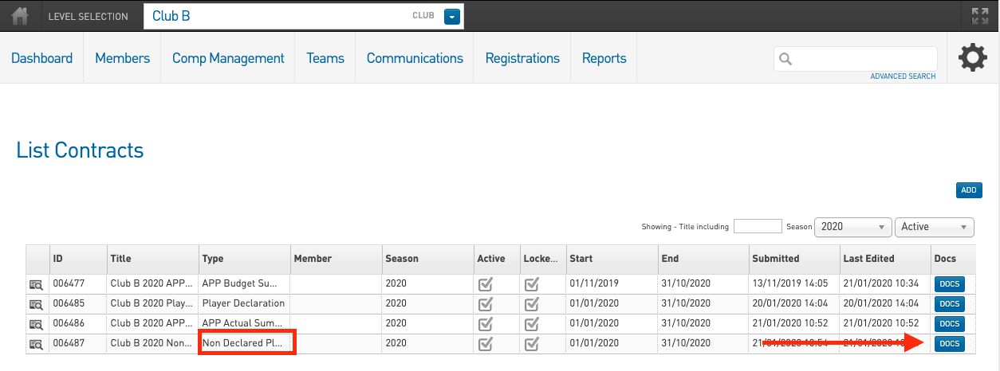 LEVEL SELECTION Club B CLUB
Dashboard Members Comp Management Teams Communications Registrations Reports
ADVANCED SEARCH
List Contracts
ADD
Showing - Title including Season 2020 Active
ID Title Type Member Season Active Locke... Start End Submitted Last Edited Docs
006477 Club B 2020 APP... APP Budget Su... 2020 01/11/2019 31/10/2020 13/11/2019 14:05 21/01/2020 10:34 DOCS
006485 Club B 2020 Play... Player Declaration 2020 01/01/2020 31/10/2020 20/01/2020 14:04 20/01/2020 14:04 DOCS
006486 Club B 2020 APP... APP Actual Sum... 2020 01/01/2020 31/10/2020 21/01/2020 10:52 21/01/2020 10:52 DOCS
006487 Club B 2020 Non... Non Declared Pl... 2020 01/01/2020 31/10/2020 21/01/2020 10:54 21/01/2020 DOCS